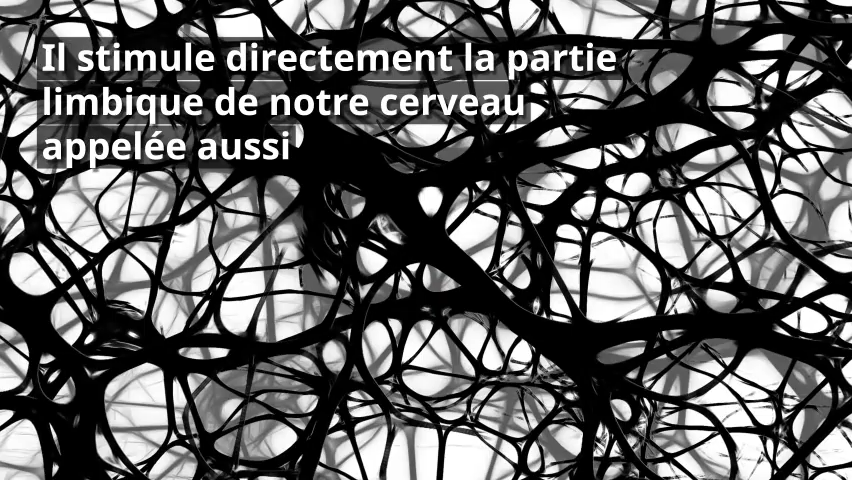 Il stimule directement la partie
limbique de notre cerveau
appelée aussi